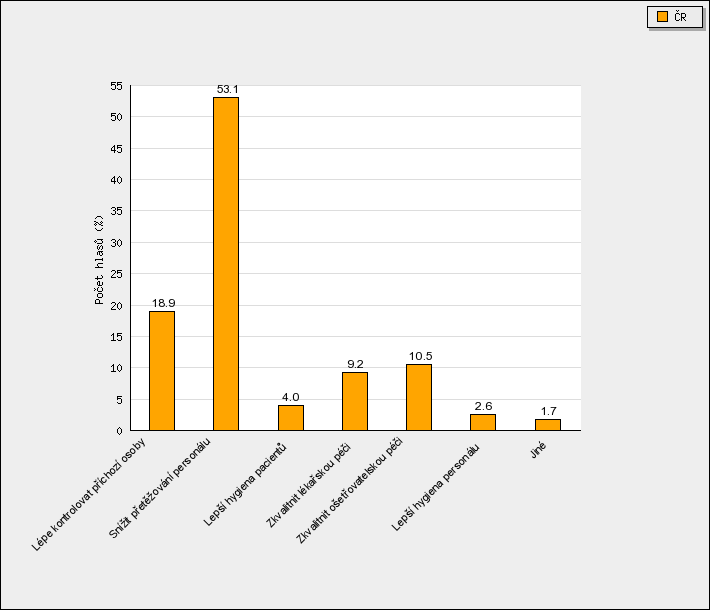 ČR
Počet hlasů (%)
55
50
45
40
35
30
25
20
15
10
5
0
18.9
53.1
4.0
9.2
10.5
2.6
1.7
Lépe kontrolovat příchozí osoby
Snížit přetěžování personálu
Lepší hygiena pacientů
Zkvalitnit lékařskou péči
Zkvalitnit ošetřovatelskou péči
Lepší hygiena personálu
Jiné